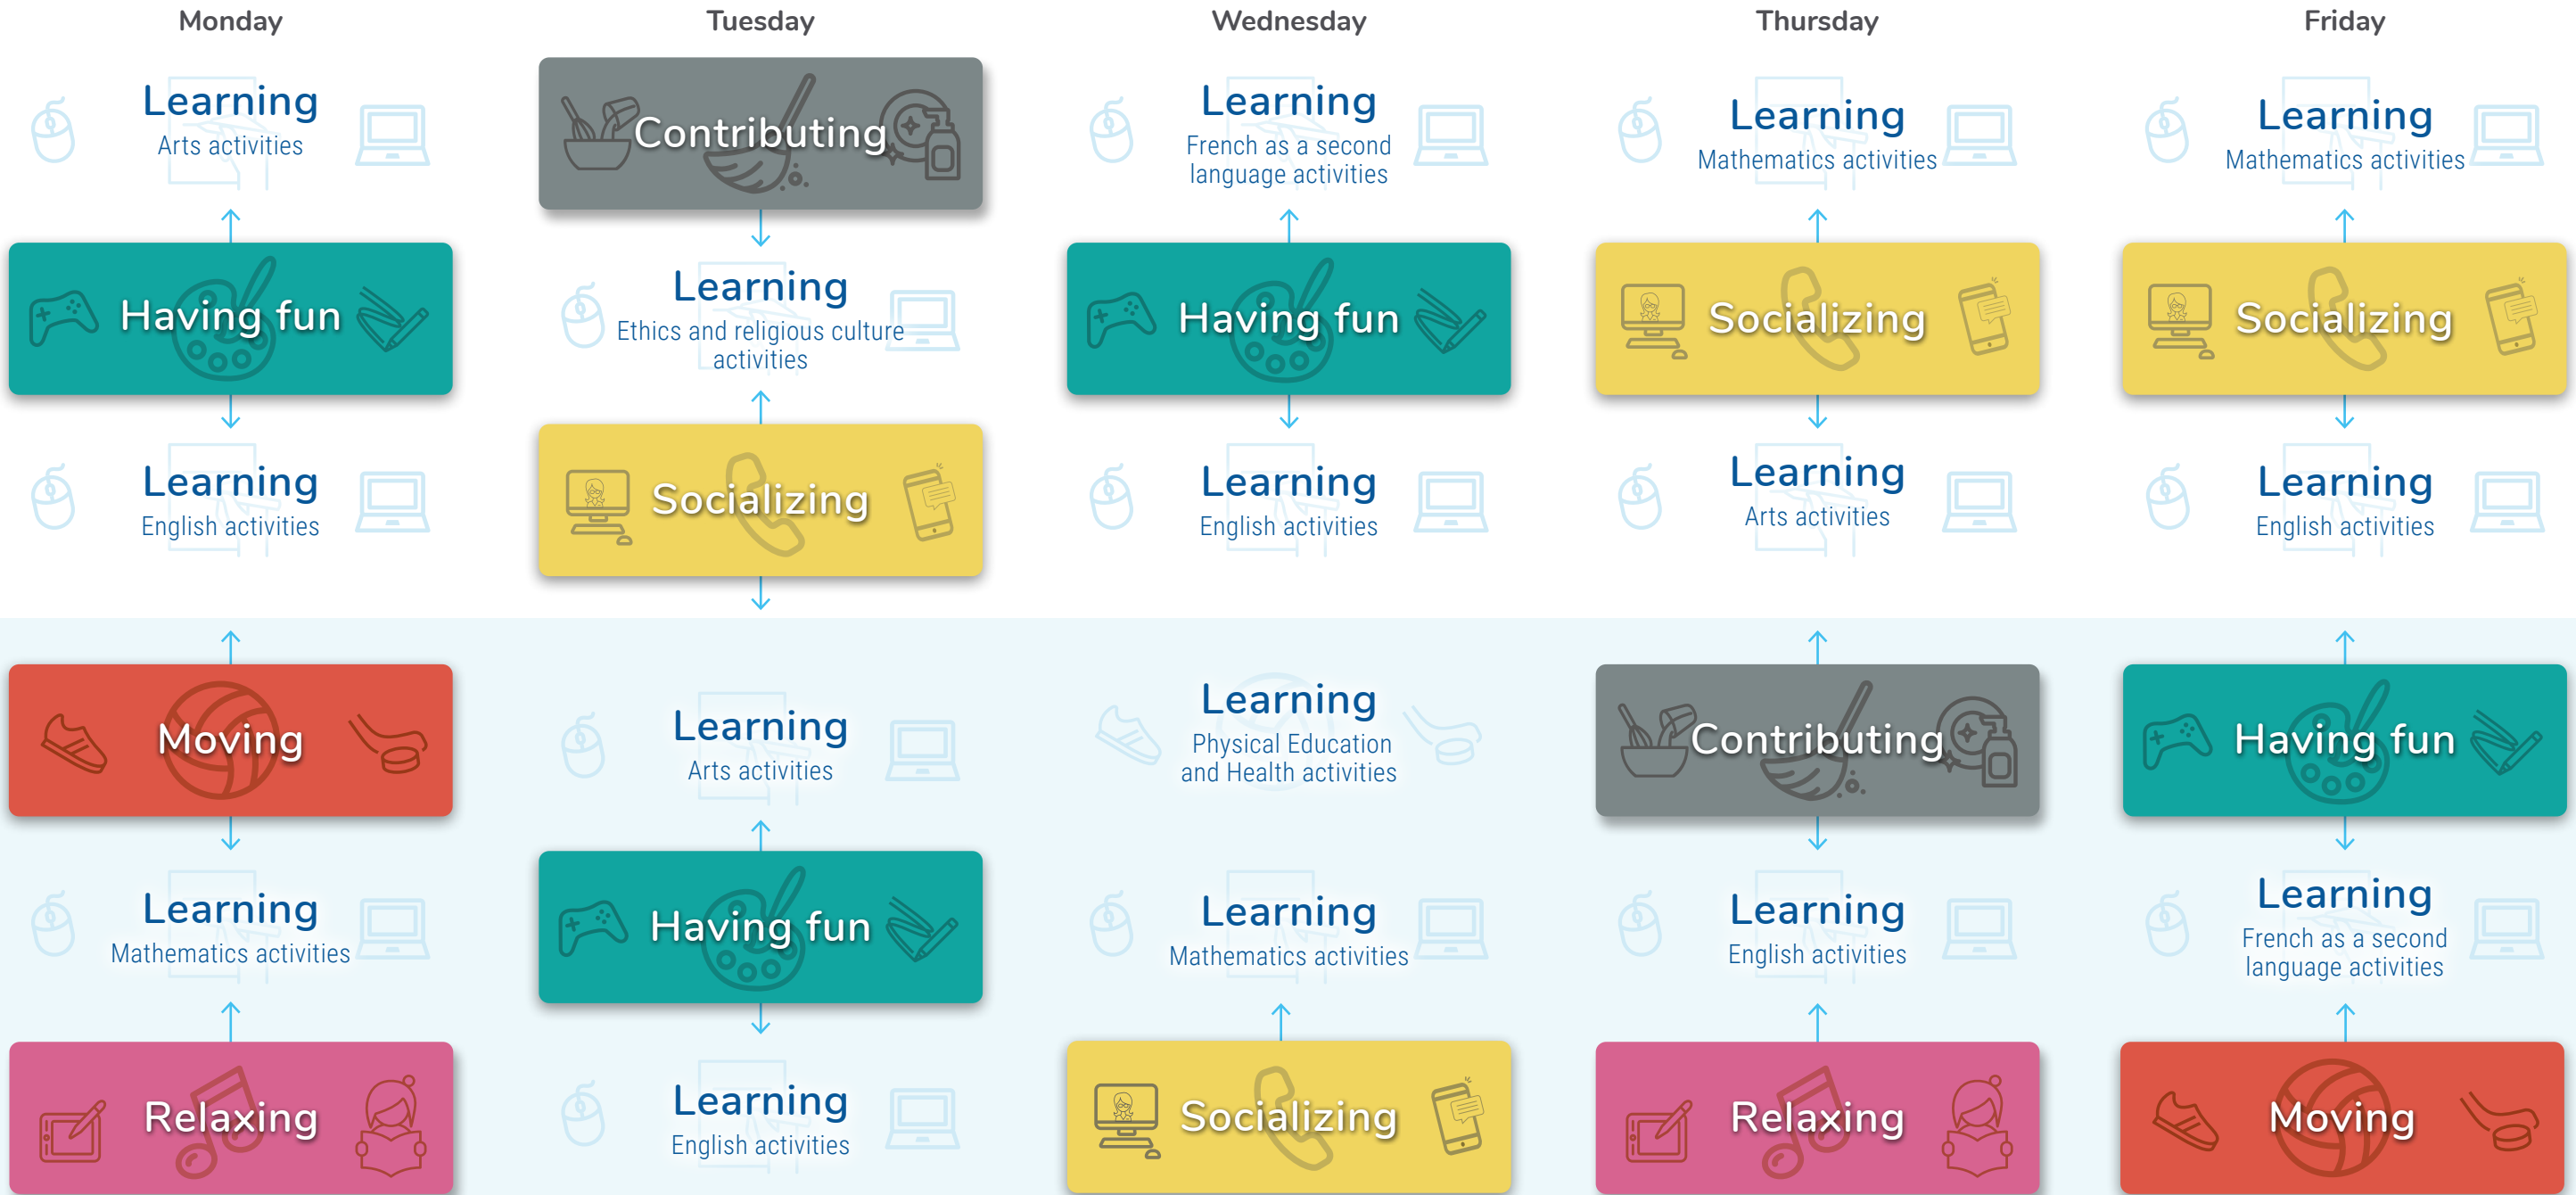 Monday
Tuesday
Wednesday
Thursday
Friday
Learning
Arts activities
Contributing
Learning
French as a second
language activities
Learning
Mathematics activities
Learning
Mathematics activities
Having fun
Learning
Ethics and religious culture
activities
Having fun
Socializing
Socializing
Learning
English activities
Socializing
Learning
English activities
Learning
Arts activities
Learning
English activities
Moving
Learning
Arts activities
Learning
Physical Education
and Health activities
Contributing
Having fun
Learning
Mathematics activities
Having fun
Learning
Mathematics activities
Learning
English activities
Learning
French as a second
language activities
Relaxing
Learning
English activities
Socializing
Relaxing
Moving